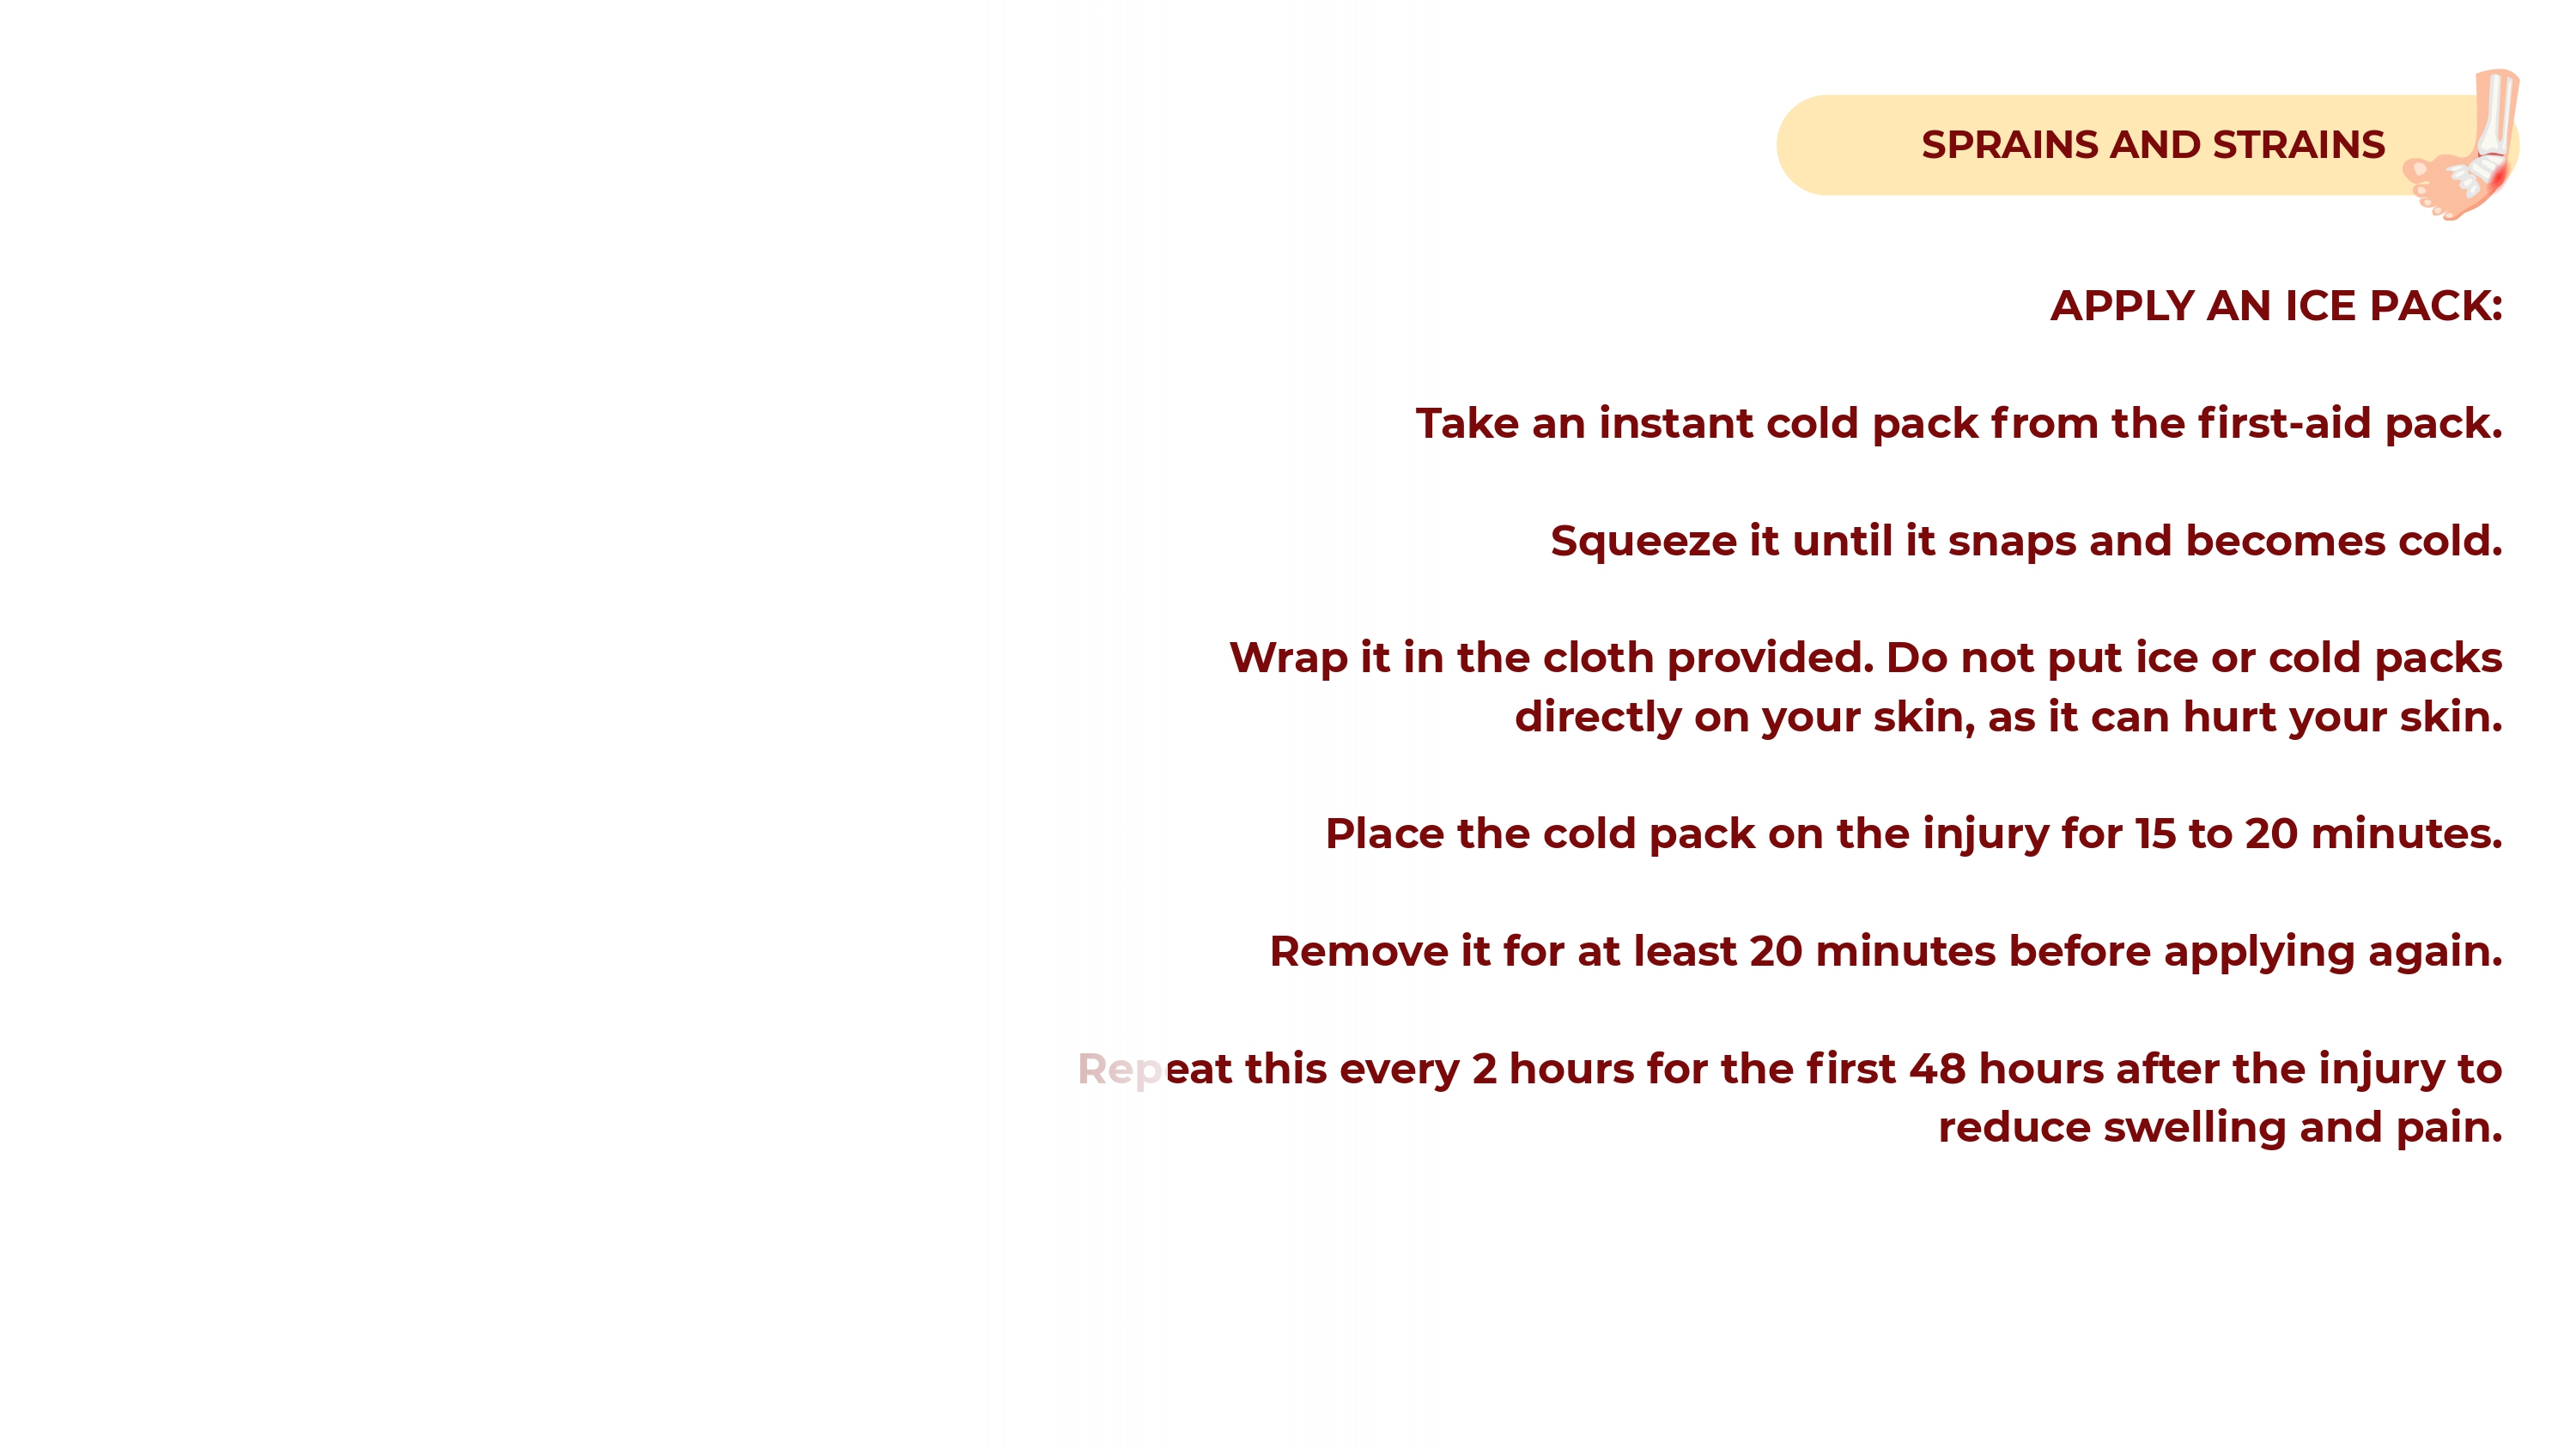 SPRAINS AND STRAINS
APPLY AN ICE PACK:
Take an instant cold pack from the first-aid pack.
Squeeze it until it snaps and becomes cold.
Wrap it in the cloth provided. Do not put ice or cold packs
directly on your skin, as it can hurt your skin.
Place the cold pack on the injury for 15 to 20 minutes.
Remove it for at least 20 minutes before applying again.
Repeat this every 2 hours for the first 48 hours after the injury to
reduce swelling and pain.